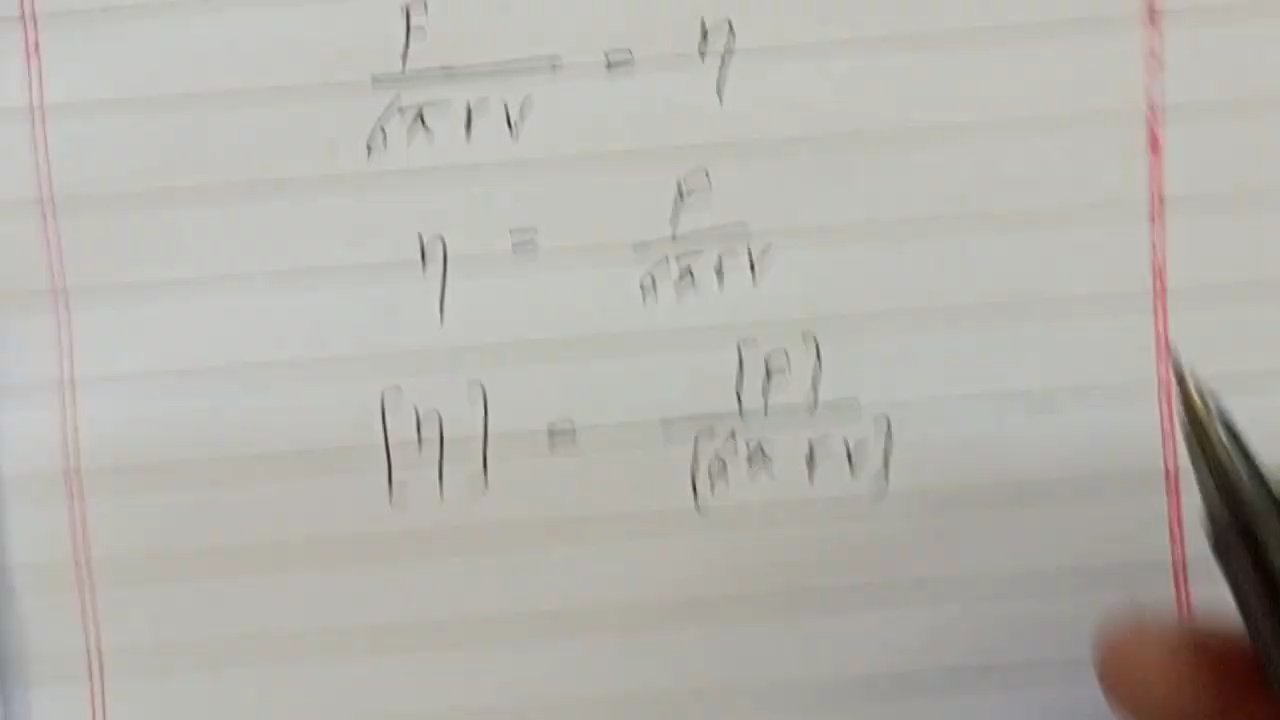 F/6πrv = η
η = F/6πrv
[η] = [F]/[6πrv]